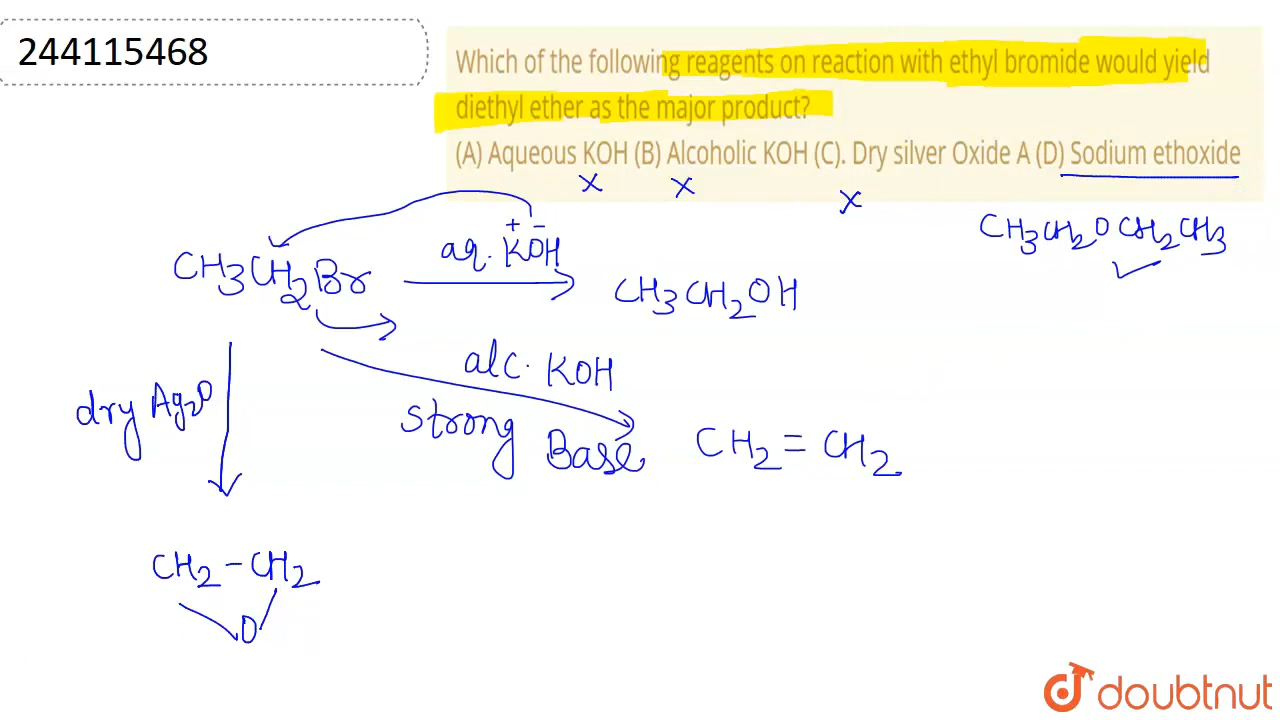 244115468
Which of the following reagents on reaction with ethyl bromide would yield
diethyl ether as the major product?
(A) Aqueous KOH (B) Alcoholic KOH (C). Dry silver Oxide A (D) Sodium ethoxide
x x x
CH3CH2OCH2CH3
+ -
aq. KOH
CH3CH2Br
CH3CH2OH
alc. KOH
dry Ag2O
Strong Base
CH2=CH2
CH2-CH2
O
doubtnut